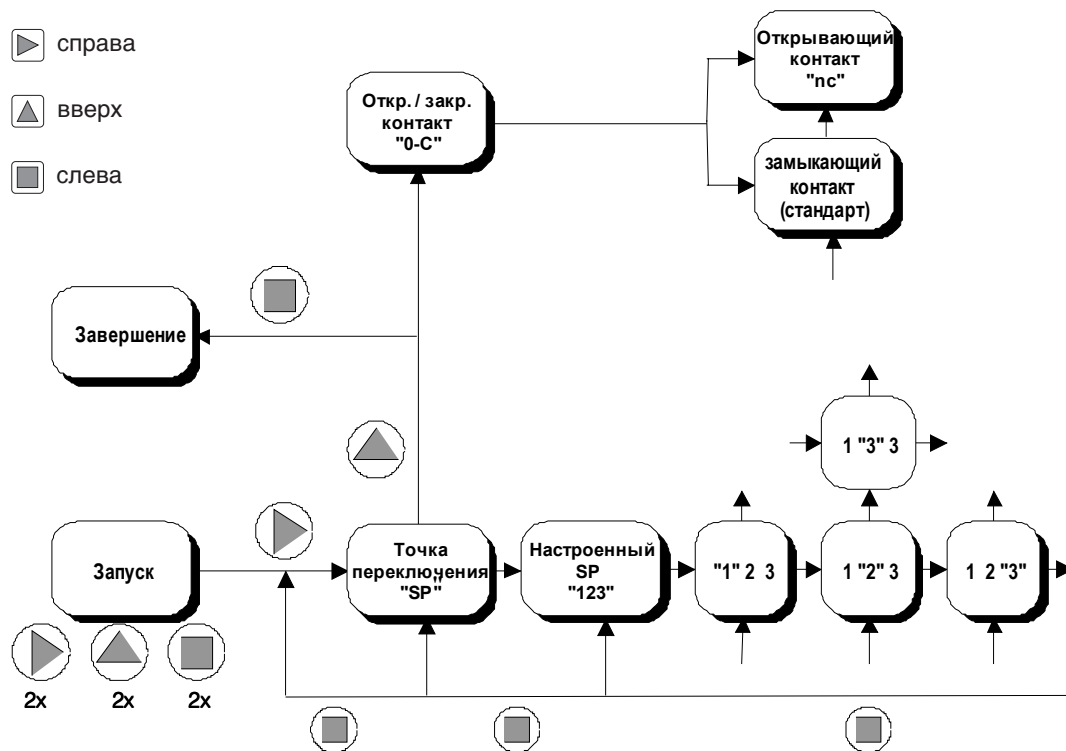 справа
вверх
слева
Откр. / закр.
контакт
"0-C"
Открывающий
контакт
"nc"
замыкающий
контакт
(стандарт)
Завершение
1 "3" 3
Запуск
Точка
переключения
"SP"
Настроенный
SP
"123"
"1" 2 3
1 "2" 3
1 2 "3"
2x
2x
2x